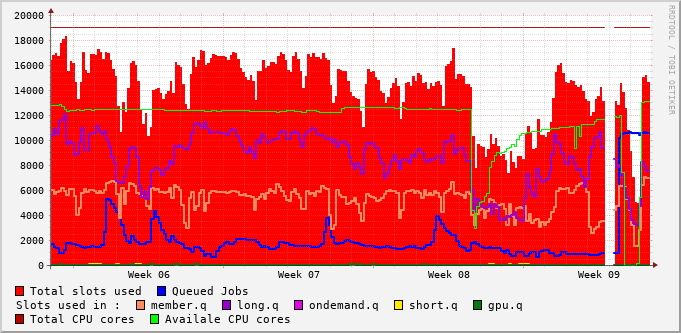 20000
18000
16000
14000
12000
10000
8000
6000
4000
2000
0
Week 06 Week 07 Week 08 Week 09
RRDTOOL / TOBI OETIKER
Total slots used Queued Jobs
Slots used in : member.q long.q ondemand.q short.q gpu.q
Total CPU cores Availale CPU cores